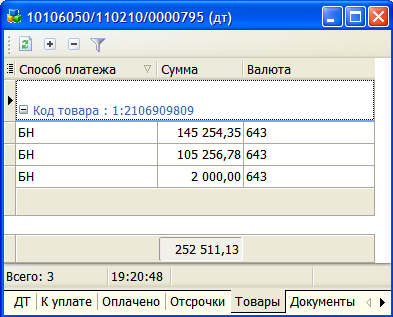 10106050/110210/0000795 (дт)
Способ платежа Сумма Валюта
Код товара : 1:2106909809
БН 145 254,35 643
БН 105 256,78 643
БН 2 000,00 643
252 511,13
Всего: 3 19:20:48
ДТ К уплате Оплачено Отсрочки Товары Документы